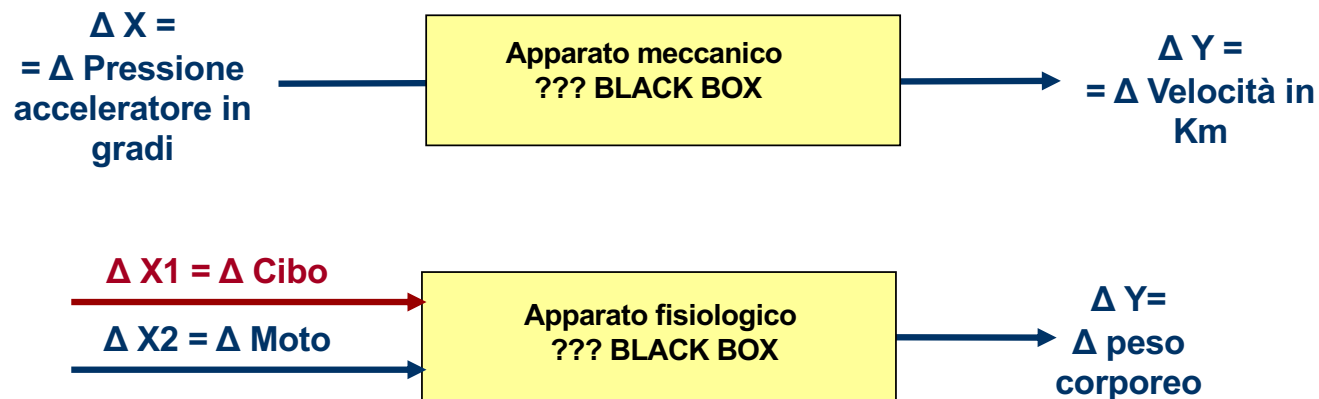 Δ X =
= Δ Pressione
acceleratore in
gradi
Apparato meccanico
??? BLACK BOX
Δ Y =
= Δ Velocità in
Km
Δ X1 = Δ Cibo
Δ X2 = Δ Moto
Apparato fisiologico
??? BLACK BOX
Δ Y=
Δ peso
corporeo